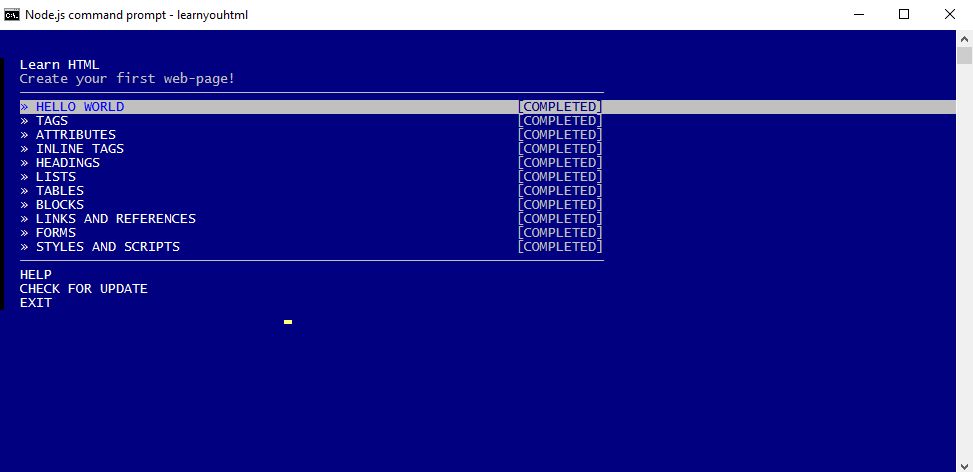 Node.js command prompt - learnyouhtml
Learn HTML
Create your first web-page!
» HELLO WORLD [COMPLETED]
» TAGS [COMPLETED]
» ATTRIBUTES [COMPLETED]
» INLINE TAGS [COMPLETED]
» HEADINGS [COMPLETED]
» LISTS [COMPLETED]
» TABLES [COMPLETED]
» BLOCKS [COMPLETED]
» LINKS AND REFERENCES [COMPLETED]
» FORMS [COMPLETED]
» STYLES AND SCRIPTS [COMPLETED]
HELP
CHECK FOR UPDATE
EXIT